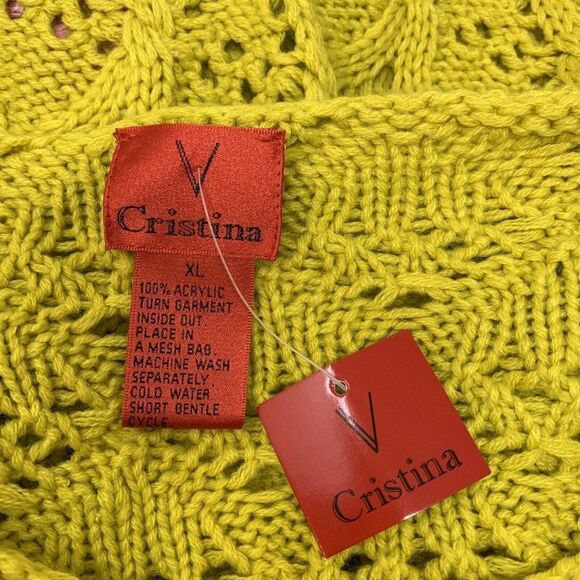 V
Cristina
XL
100% ACRYLIC
TURN GARMENT
INSIDE OUT
PLACE IN
A MESH BAG
MACHINE WASH
SEPARATELY
COLD WATER
SHORT GENTLE
CYCLE
V
Cristina